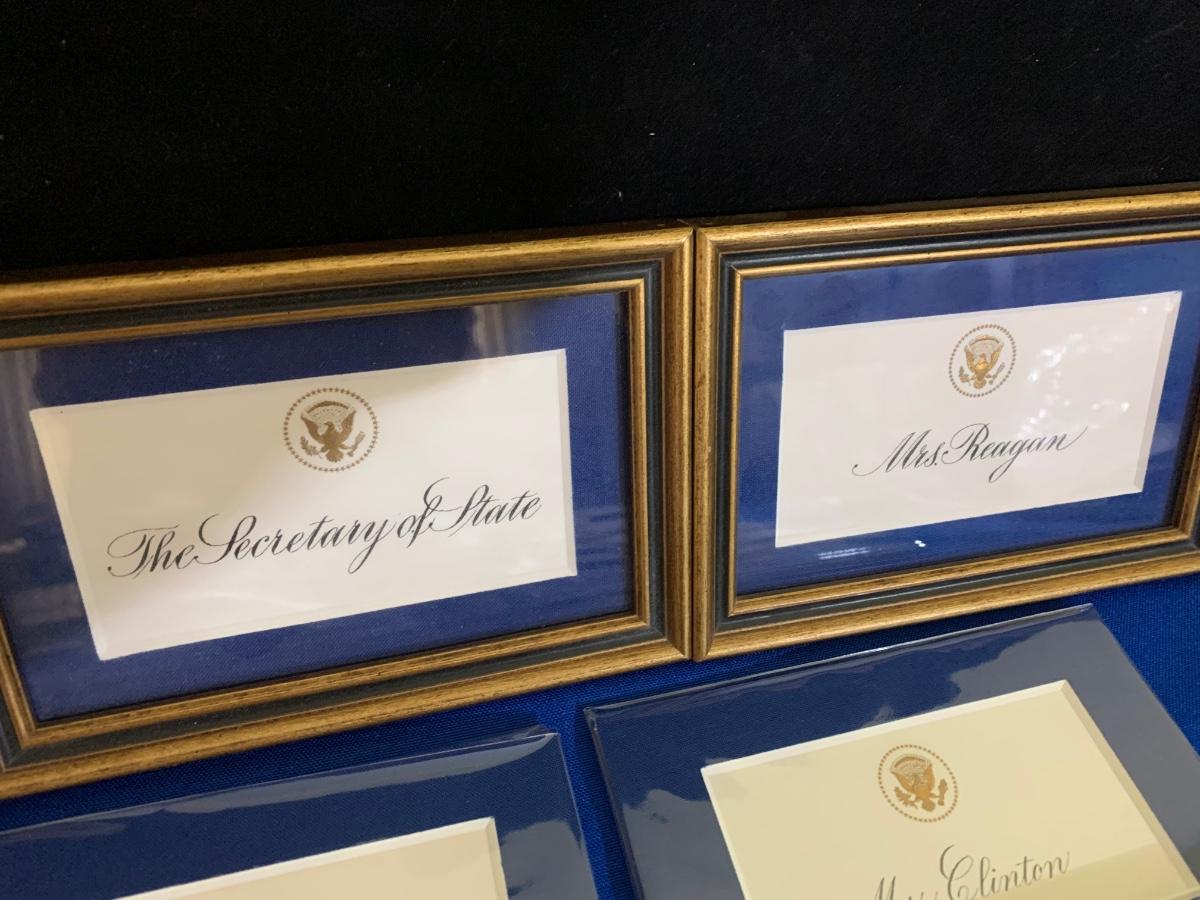 The Secretary of State
Mrs. Reagan
Mrs. Clinton